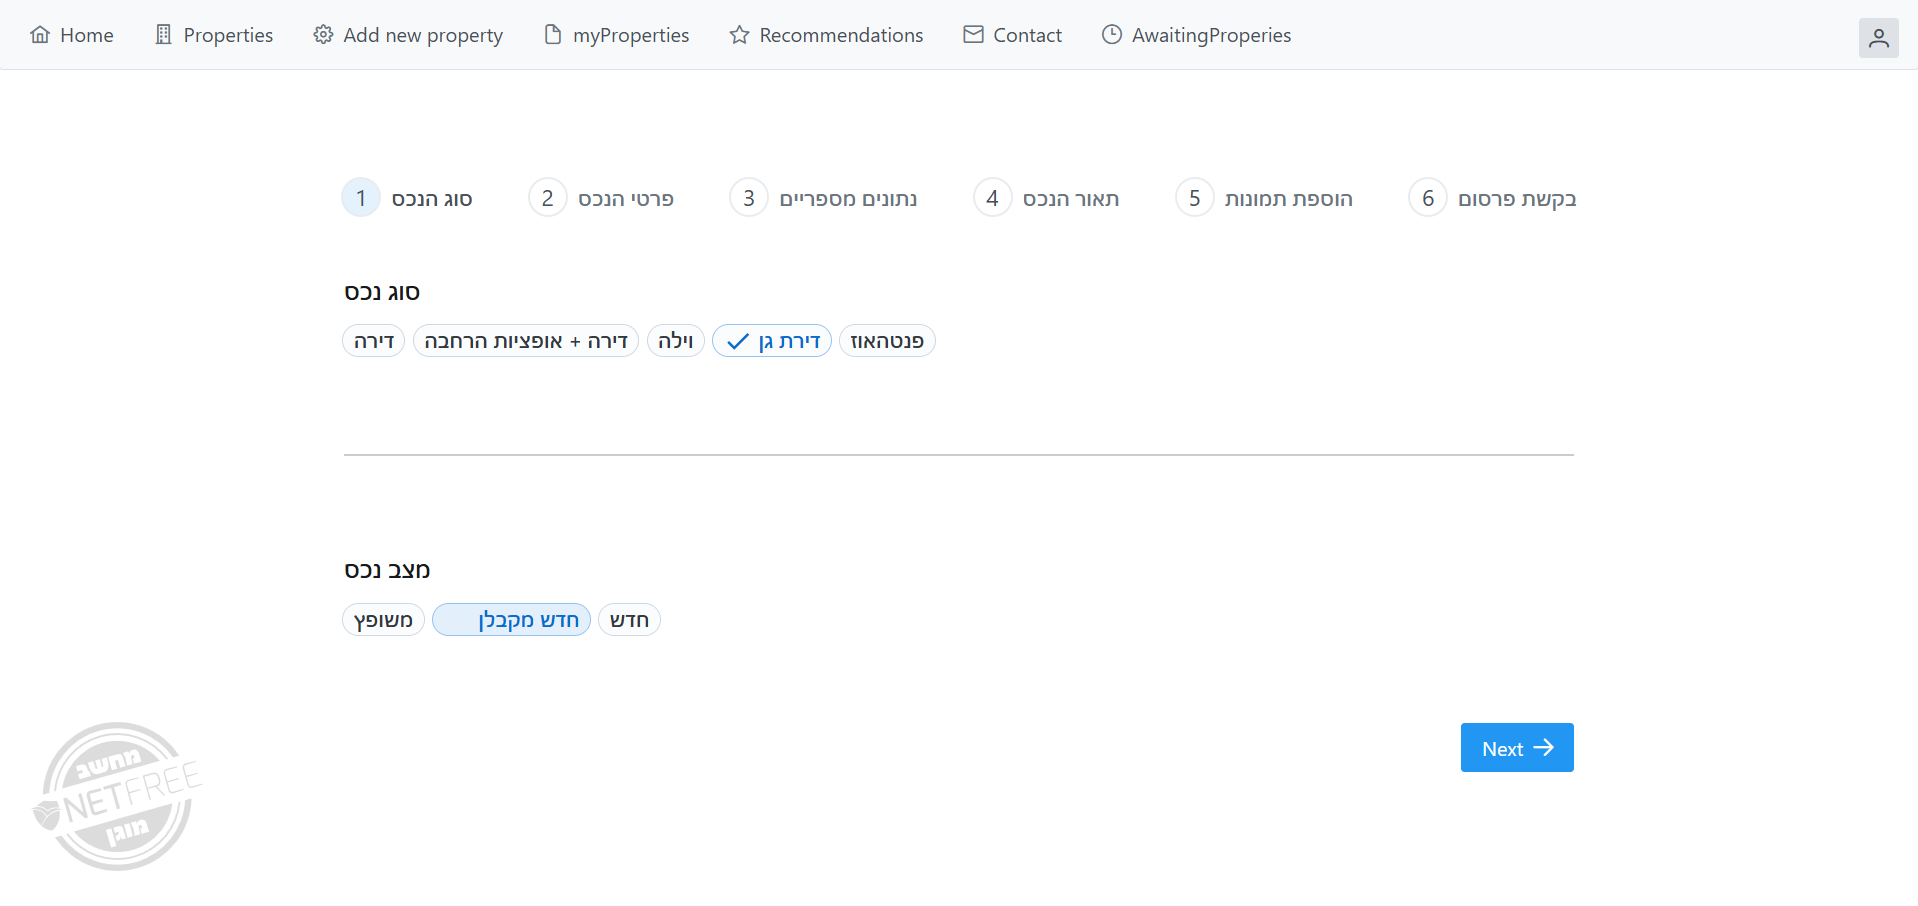 Home Properties Add new property myProperties Recommendations Contact AwaitingProperies
1 סוג הנכס 2 פרטי הנכס 3 נתונים מספריים 4 תאור הנכס 5 הוספת תמונות 6 בקשת פרסום
סוג נכס
דירה דירה + אופציות הרחבה וילה דירת גן פנטהאוז
מצב נכס
משופץ חדש מקבלן חדש
Next
מחשב
NETFREE
מוגן